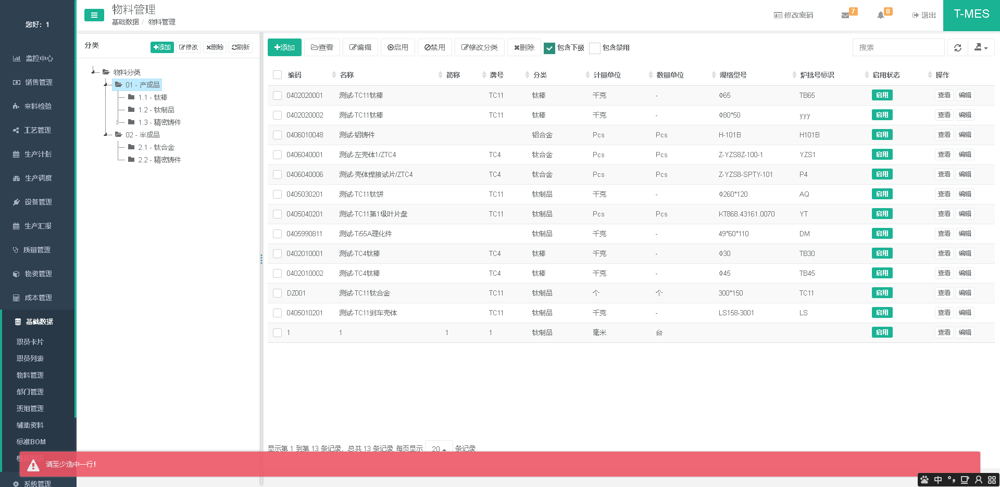 您好：1
监控中心
销售管理
来料检验
工艺管理
生产计划
生产调度
设备管理
生产汇报
质量管理
物资管理
成本管理
基础数据
职员卡片
职员列表
物料管理
部门管理
班组管理
辅助资料
标准BOM
系统管理
物料管理
基础数据 / 物料管理
修改密码
7
0
退出
T-MES
分类
添加 修改 删除 刷新
物料分类
01 - 产成品
1.1 - 钛棒
1.2 - 钛制品
1.3 - 精密铸件
02 - 半成品
2.1 - 钛合金
2.2 - 精密铸件
添加 查看 编辑 启用 禁用 修改分类 删除 包含下级 包含禁用 搜索
编码 名称 简称 牌号 分类 计量单位 数量单位 规格型号 炉批号标识 启用状态 操作
0402020001 测试-TC11钛棒 TC11 钛棒 千克 - Φ65 TB65 启用 查看 编辑
0402020002 测试-TC11钛棒 TC11 钛棒 千克 - Φ80*50 yyy 启用 查看 编辑
0406010048 测试-铝铸件 铝合金 Pcs Pcs H-101B H101B 启用 查看 编辑
0406040001 测试-左壳体1/ZTC4 TC4 钛合金 Pcs Pcs Z-YZS8Z-100-1 YZS1 启用 查看 编辑
0406040006 测试-壳体焊接试片/ZTC4 TC4 钛合金 Pcs Pcs Z-YZS8-SPTY-101 P4 启用 查看 编辑
0405030201 测试-TC11钛饼 TC11 钛制品 千克 - Φ260*120 AQ 启用 查看 编辑
0405040201 测试-TC11第1级叶片盘 TC11 钛制品 Pcs Pcs KT868.43161.0070 YT 启用 查看 编辑
0405990811 测试-Ti55A理化件 钛制品 千克 - 49*60*110 DM 启用 查看 编辑
0402010001 测试-TC4钛棒 TC4 钛棒 千克 - Φ30 TB30 启用 查看 编辑
0402010002 测试-TC4钛棒 TC4 钛棒 千克 - Φ45 TB45 启用 查看 编辑
DZ001 测试-TC11钛合金 TC11 钛制品 个 个 300*150 TC11 启用 查看 编辑
0405010201 测试-TC11刹车壳体 TC11 钛制品 千克 - LS158-3001 LS 启用 查看 编辑
1 1 1 1 钛制品 毫米 台 启用 查看 编辑
显示第 1 到第 13 条记录，总共 13 条记录 每页显示 20 条记录
请至少选中一行!
中